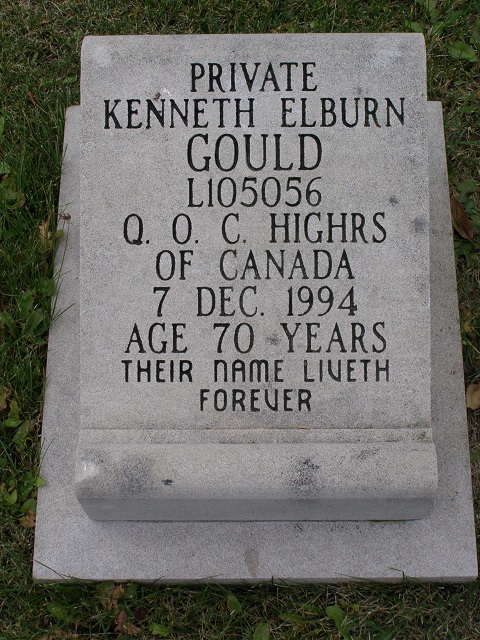 PRIVATE
KENNETH ELBURN
GOULD
L105056
Q. O. C. HIGHRS
OF CANADA
7 DEC. 1994
AGE 70 YEARS
THEIR NAME LIVETH
FOREVER